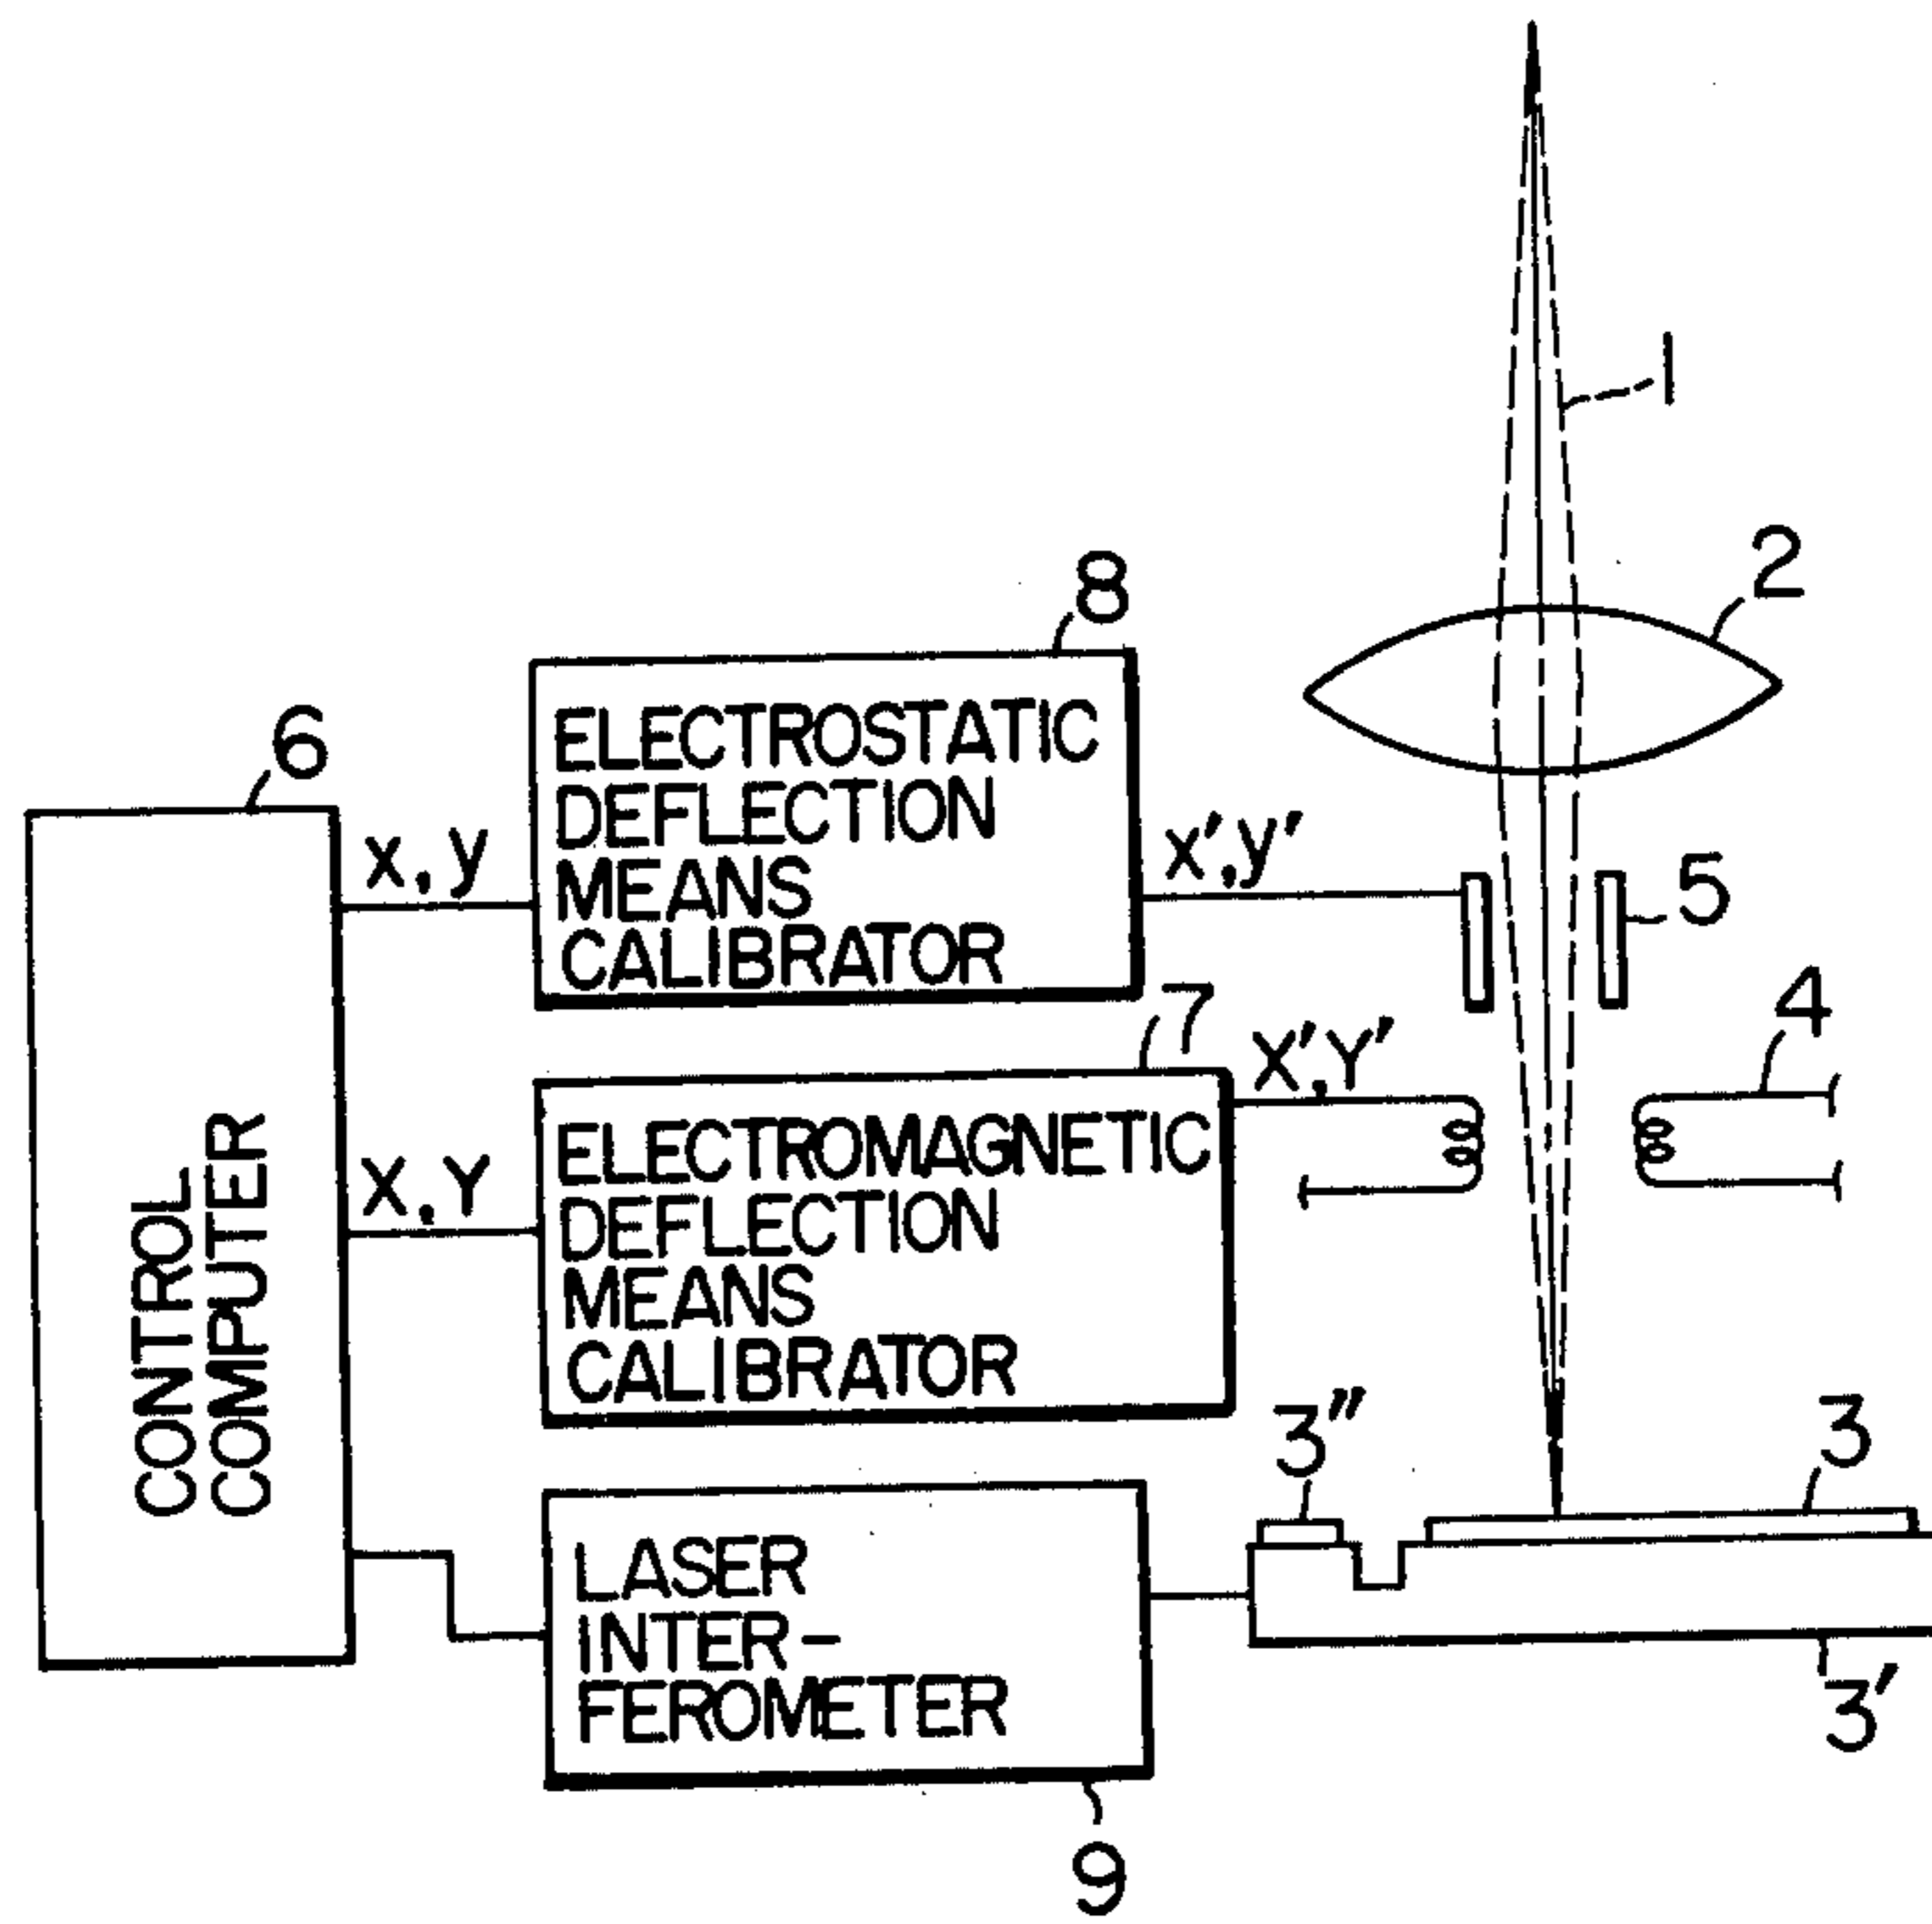 1
2
8
ELECTROSTATIC
DEFLECTION
MEANS
CALIBRATOR
6
x,y
x',y'
5
7
4
X',Y'
ELECTROMAGNETIC
DEFLECTION
MEANS
CALIBRATOR
X,Y
CONTROL
COMPUTER
3"
3
LASER
INTER-
FEROMETER
3'
9